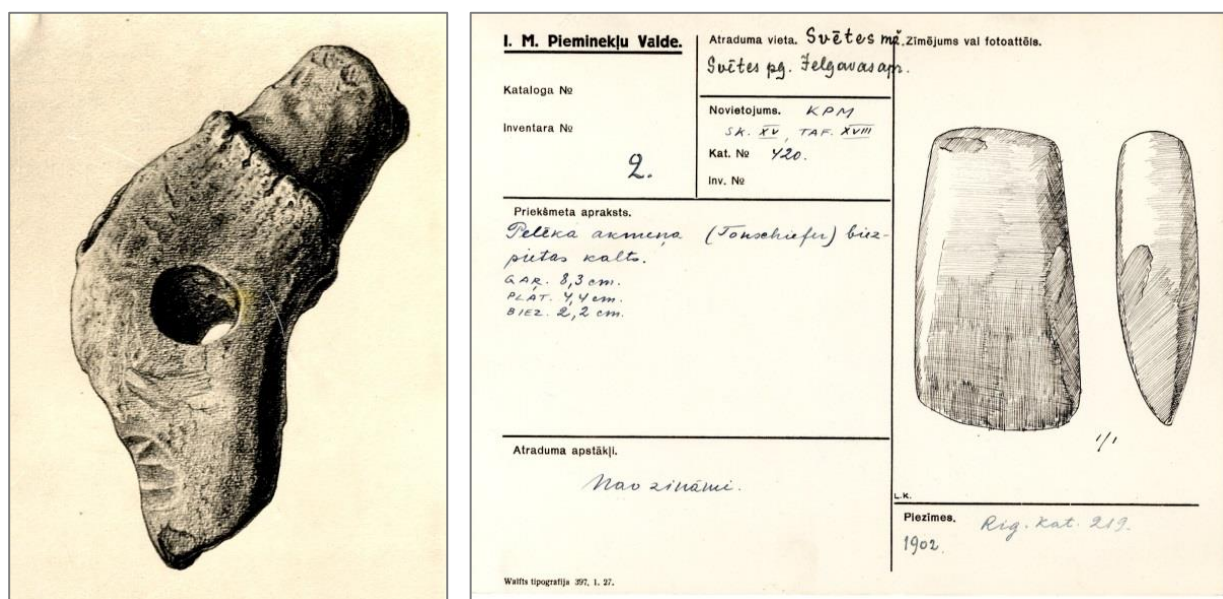 I. M. Pieminekļu Valde.
Kataloga №
Inventara №
2.
Atraduma vieta. Svētes mž.
Svētes pg. Jelgavas apr.
Novietojums. KPM
SK. XV, TAF. XVIII
Kat. № 420.
Inv. №
Priekšmeta apraksts.
Pelēka akmeņa (Tonschiefer) biez-
pietas kalts.
GAR. 8,3 cm.
PLAT. 4,4 cm.
BIEZ. 2,2 cm.
Atraduma apstākļi.
Nav zināmi.
Walfts tipografija 397. 1. 27.
Zīmējums vai fotoattēls.
1/1
L.K.
Piezīmes. Rig. Kat. 219.
1902.